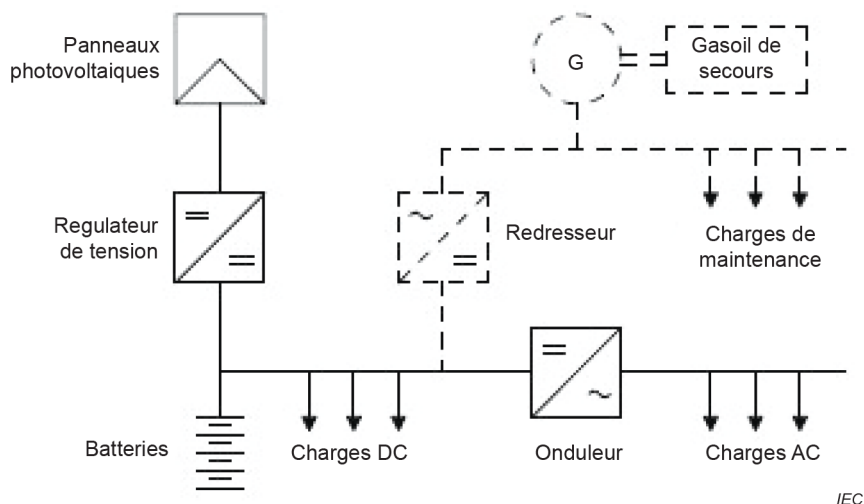 Panneaux
photovoltaiques
G
Gasoil de
secours
Regulateur
de tension
Redresseur
Charges de
maintenance
Batteries
Charges DC
Onduleur
Charges AC
IEC